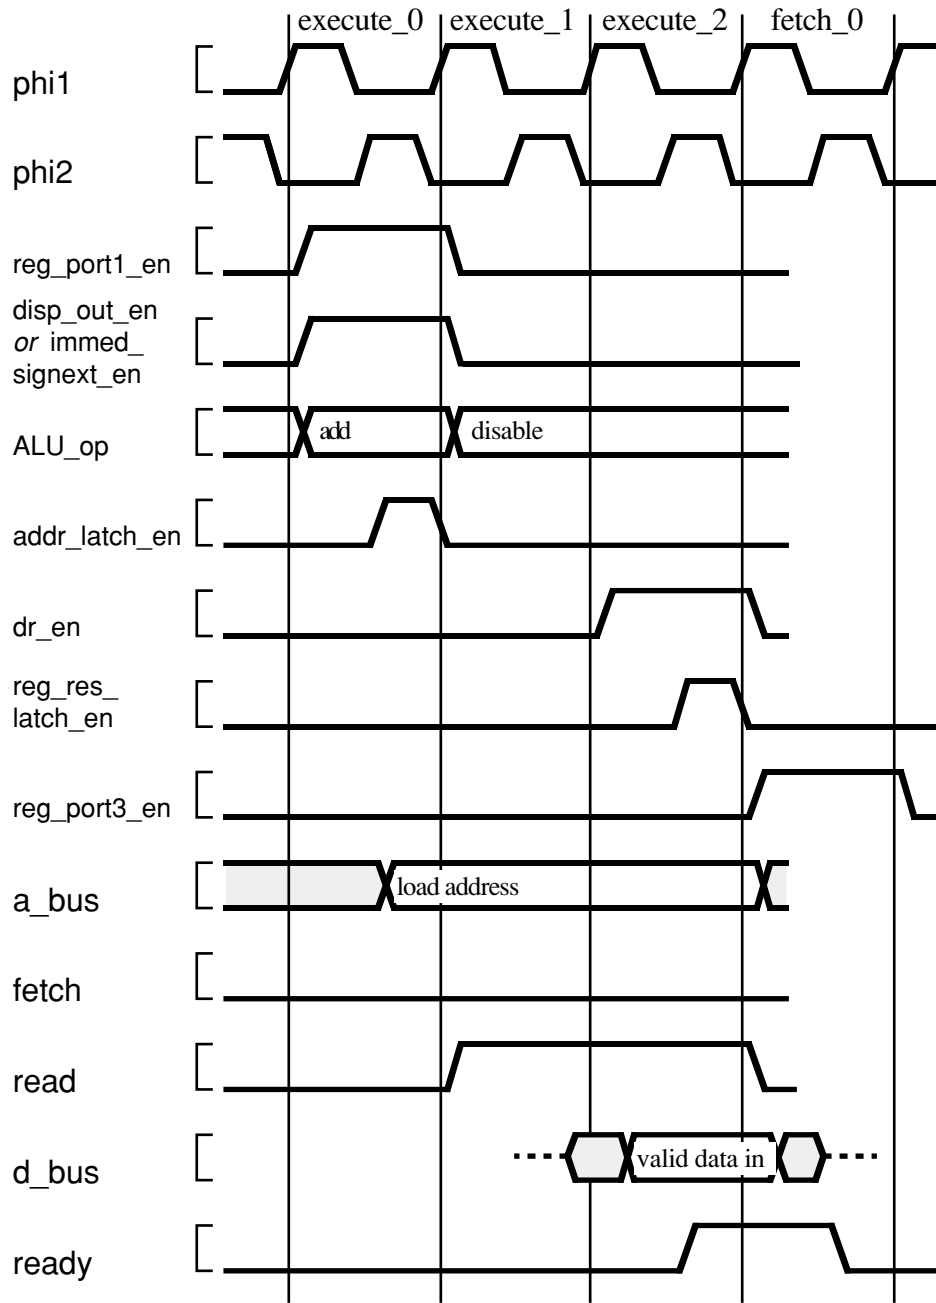 execute_0 execute_1 execute_2 fetch_0
phi1
phi2
reg_port1_en
disp_out_en
or immed_
signext_en
ALU_op add disable
addr_latch_en
dr_en
reg_res_
latch_en
reg_port3_en
a_bus load address
fetch
read
d_bus valid data in
ready